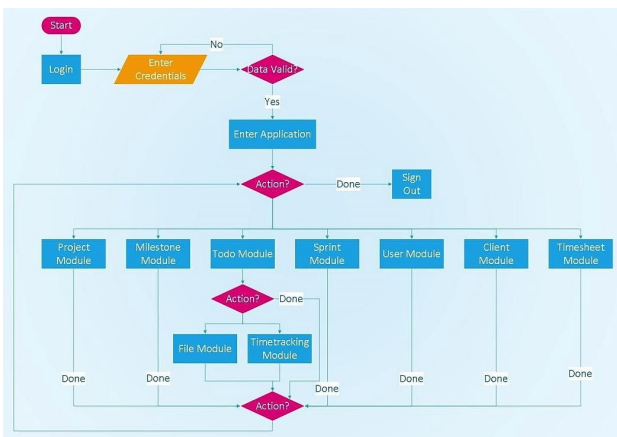 Start
No
Login
Enter
Credentials
Data Valid?
Yes
Enter Application
Action?
Done
Sign
Out
Project
Module
Milestone
Module
Todo Module
Sprint
Module
User Module
Client
Module
Timesheet
Module
Action?
Done
File Module
Timetracking
Module
Done
Done
Done
Done
Done
Done
Action?